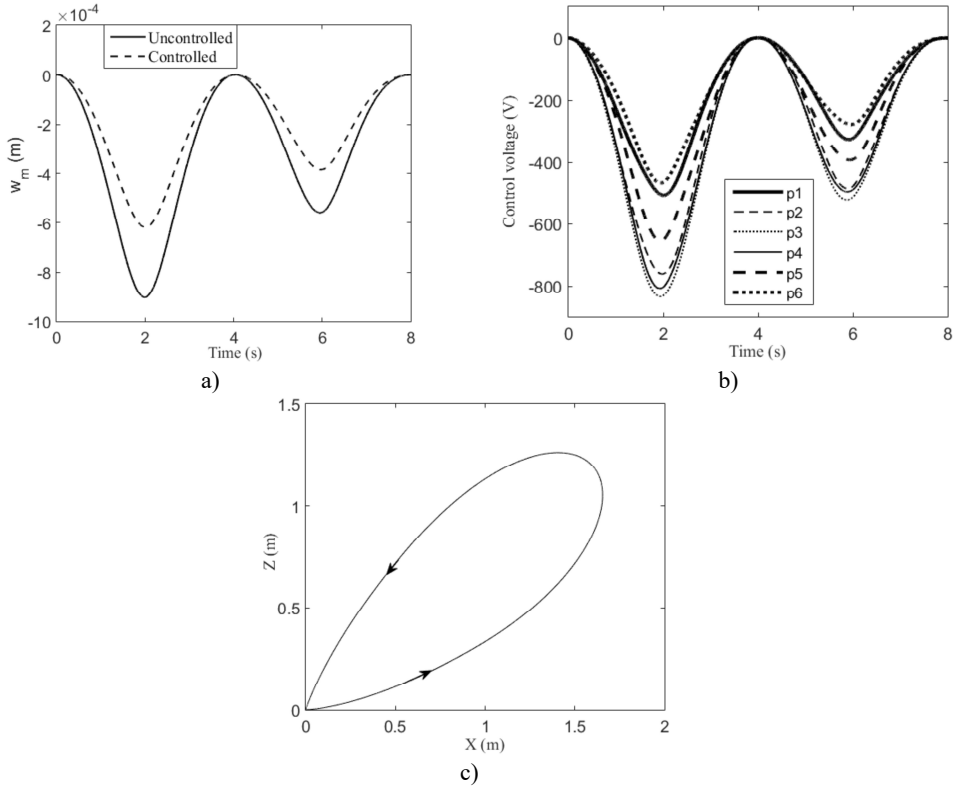 ×10⁻⁴
2
0
-2
-4
-6
-8
-10
w_m (m)
Uncontrolled
Controlled
0 2 4 6 8
Time (s)
a)
0
-200
-400
-600
-800
Control voltage (V)
p1
p2
p3
p4
p5
p6
0 2 4 6 8
Time (s)
b)
1.5
1
0.5
0
Z (m)
0 0.5 1 1.5 2
X (m)
c)